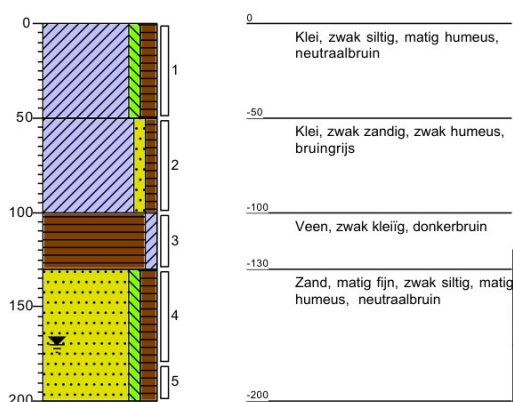 0
0
Klei, zwak siltig, matig humeus,
neutraalbruin
1
50
-50
Klei, zwak zandig, zwak humeus,
bruingrijs
2
100
-100
Veen, zwak kleiïg, donkerbruin
3
-130
Zand, matig fijn, zwak siltig, matig
humeus, neutraalbruin
150
4
5
200
-200